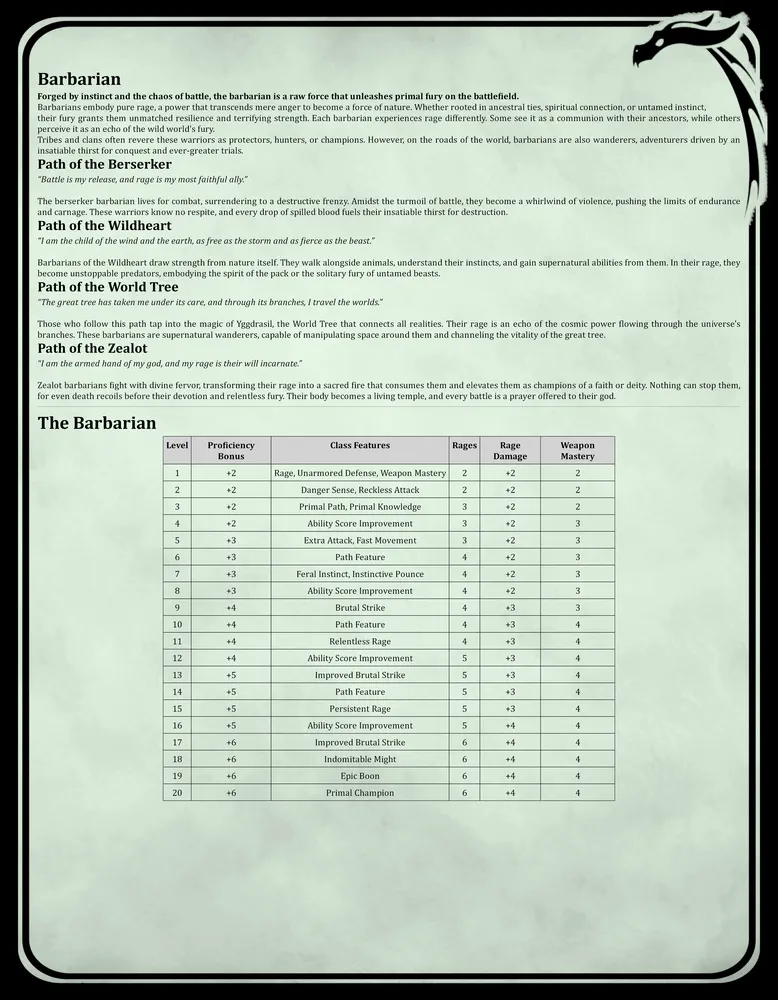 Barbarian
Forged by instinct and the chaos of battle, the barbarian is a raw force that unleashes primal fury on the battlefield.
Barbarians embody pure rage, a power that transcends mere anger to become a force of nature. Whether rooted in ancestral ties, spiritual connection, or untamed instinct,
their fury grants them unmatched resilience and terrifying strength. Each barbarian experiences rage differently. Some see it as a communion with their ancestors, while others
perceive it as an echo of the wild world's fury.
Tribes and clans often revere these warriors as protectors, hunters, or champions. However, on the roads of the world, barbarians are also wanderers, adventurers driven by an
insatiable thirst for conquest and ever-greater trials.
Path of the Berserker
"Battle is my release, and rage is my most faithful ally."
The berserker barbarian lives for combat, surrendering to a destructive frenzy. Amidst the turmoil of battle, they become a whirlwind of violence, pushing the limits of endurance
and carnage. These warriors know no respite, and every drop of spilled blood fuels their insatiable thirst for destruction.
Path of the Wildheart
"I am the child of the wind and the earth, as free as the storm and as fierce as the beast."
Barbarians of the Wildheart draw strength from nature itself. They walk alongside animals, understand their instincts, and gain supernatural abilities from them. In their rage, they
become unstoppable predators, embodying the spirit of the pack or the solitary fury of untamed beasts.
Path of the World Tree
"The great tree has taken me under its care, and through its branches, I travel the worlds."
Those who follow this path tap into the magic of Yggdrasil, the World Tree that connects all realities. Their rage is an echo of the cosmic power flowing through the universe's
branches. These barbarians are supernatural wanderers, capable of manipulating space around them and channeling the vitality of the great tree.
Path of the Zealot
"I am the armed hand of my god, and my rage is their will incarnate."
Zealot barbarians fight with divine fervor, transforming their rage into a sacred fire that consumes them and elevates them as champions of a faith or deity. Nothing can stop them,
for even death recoils before their devotion and relentless fury. Their body becomes a living temple, and every battle is a prayer offered to their god.
The Barbarian
Level Proficiency Bonus Class Features Rages Rage Damage Weapon Mastery
1 +2 Rage, Unarmored Defense, Weapon Mastery 2 +2 2
2 +2 Danger Sense, Reckless Attack 2 +2 2
3 +2 Primal Path, Primal Knowledge 3 +2 2
4 +2 Ability Score Improvement 3 +2 3
5 +3 Extra Attack, Fast Movement 3 +2 3
6 +3 Path Feature 4 +2 3
7 +3 Feral Instinct, Instinctive Pounce 4 +2 3
8 +3 Ability Score Improvement 4 +2 3
9 +4 Brutal Strike 4 +3 3
10 +4 Path Feature 4 +3 4
11 +4 Relentless Rage 4 +3 4
12 +4 Ability Score Improvement 5 +3 4
13 +5 Improved Brutal Strike 5 +3 4
14 +5 Path Feature 5 +3 4
15 +5 Persistent Rage 5 +3 4
16 +5 Ability Score Improvement 5 +4 4
17 +6 Improved Brutal Strike 6 +4 4
18 +6 Indomitable Might 6 +4 4
19 +6 Epic Boon 6 +4 4
20 +6 Primal Champion 6 +4 4